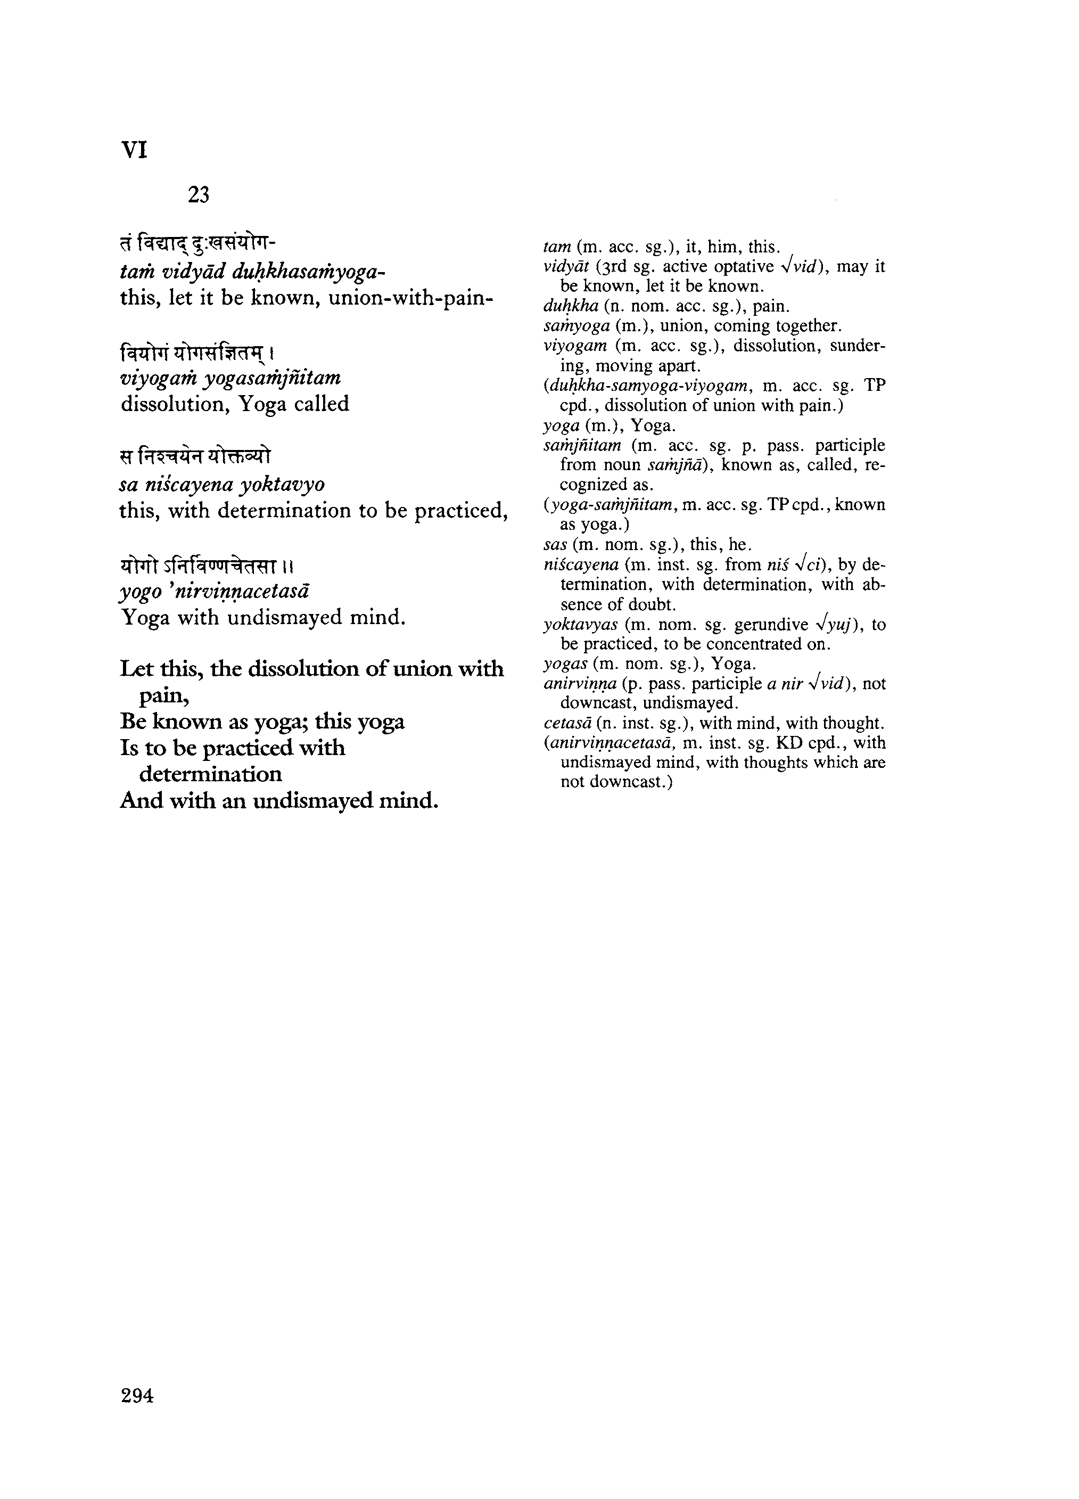 VI
23
तं विद्याद् दुःखसंयोग-
taṁ vidyād duḥkhasaṁyoga-
this, let it be known, union-with-pain-
वियोगं योगसंज्ञितम् ।
viyogaṁ yogasaṁjñitam
dissolution, Yoga called
स निश्चयेन योक्तव्यो
sa niścayena yoktavyo
this, with determination to be practiced,
योगो ऽनिर्विण्णचेतसा ।।
yogo ’nirviṇṇacetasā
Yoga with undismayed mind.
Let this, the dissolution of union with
pain,
Be known as yoga; this yoga
Is to be practiced with
determination
And with an undismayed mind.
tam (m. acc. sg.), it, him, this.
vidyāt (3rd sg. active optative √vid), may it
be known, let it be known.
duḥkha (n. nom. acc. sg.), pain.
saṁyoga (m.), union, coming together.
viyogam (m. acc. sg.), dissolution, sunder-
ing, moving apart.
(duḥkha-samyoga-viyogam, m. acc. sg. TP
cpd., dissolution of union with pain.)
yoga (m.), Yoga.
saṁjñitam (m. acc. sg. p. pass. participle
from noun saṁjñā), known as, called, re-
cognized as.
(yoga-saṁjñitam, m. acc. sg. TP cpd., known
as yoga.)
sas (m. nom. sg.), this, he.
niścayena (m. inst. sg. from niś √ci), by de-
termination, with determination, with ab-
sence of doubt.
yoktavyas (m. nom. sg. gerundive √yuj), to
be practiced, to be concentrated on.
yogas (m. nom. sg.), Yoga.
anirviṇṇa (p. pass. participle a nir √vid), not
downcast, undismayed.
cetasā (n. inst. sg.), with mind, with thought.
(anirviṇṇacetasā, m. inst. sg. KD cpd., with
undismayed mind, with thoughts which are
not downcast.)
294